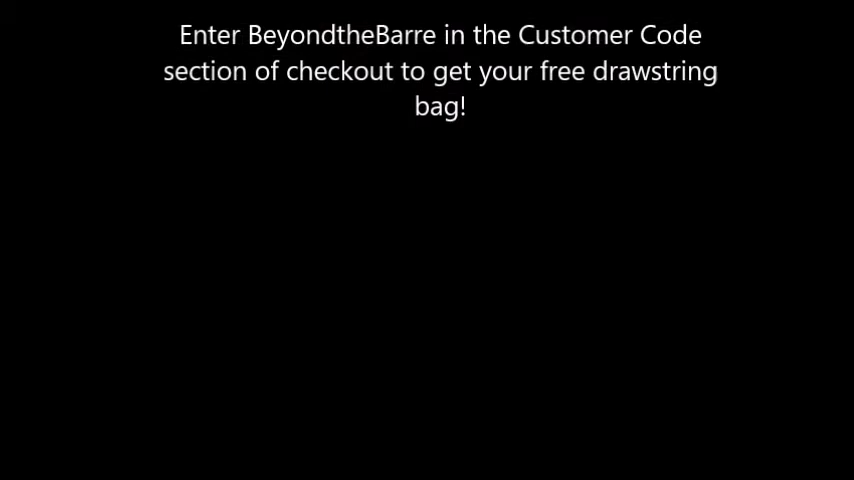 Enter BeyondtheBarre in the Customer Code
section of checkout to get your free drawstring
bag!